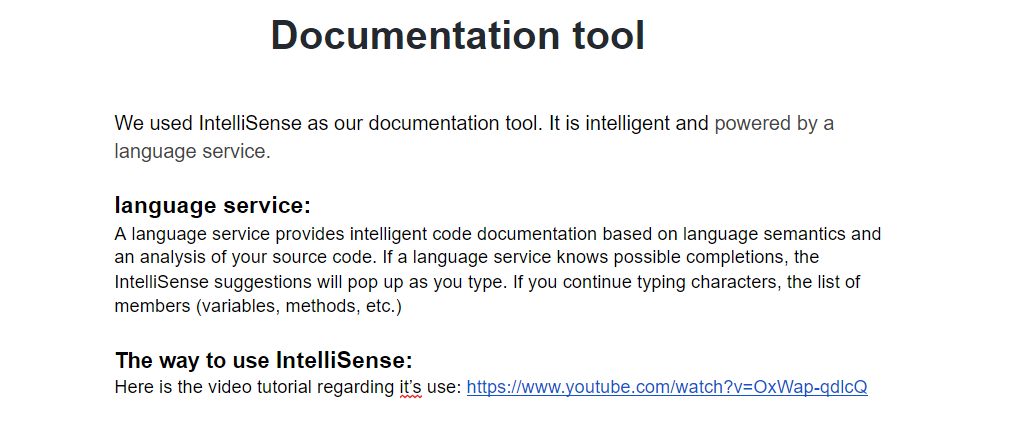 Documentation tool
We used IntelliSense as our documentation tool. It is intelligent and powered by a
language service.
language service:
A language service provides intelligent code documentation based on language semantics and
an analysis of your source code. If a language service knows possible completions, the
IntelliSense suggestions will pop up as you type. If you continue typing characters, the list of
members (variables, methods, etc.)
The way to use IntelliSense:
Here is the video tutorial regarding it's use: https://www.youtube.com/watch?v=OxWap-qdlcQ